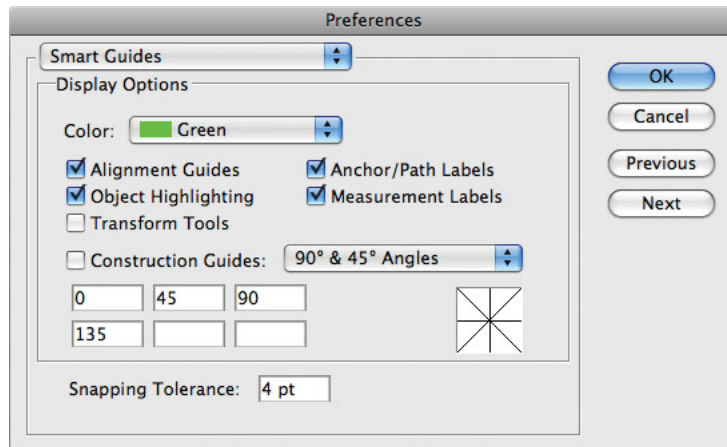 Preferences
Smart Guides
Display Options
Color: Green
Alignment Guides Anchor/Path Labels
Object Highlighting Measurement Labels
Transform Tools
Construction Guides: 90° & 45° Angles
0 45 90
135
Snapping Tolerance: 4 pt
OK
Cancel
Previous
Next